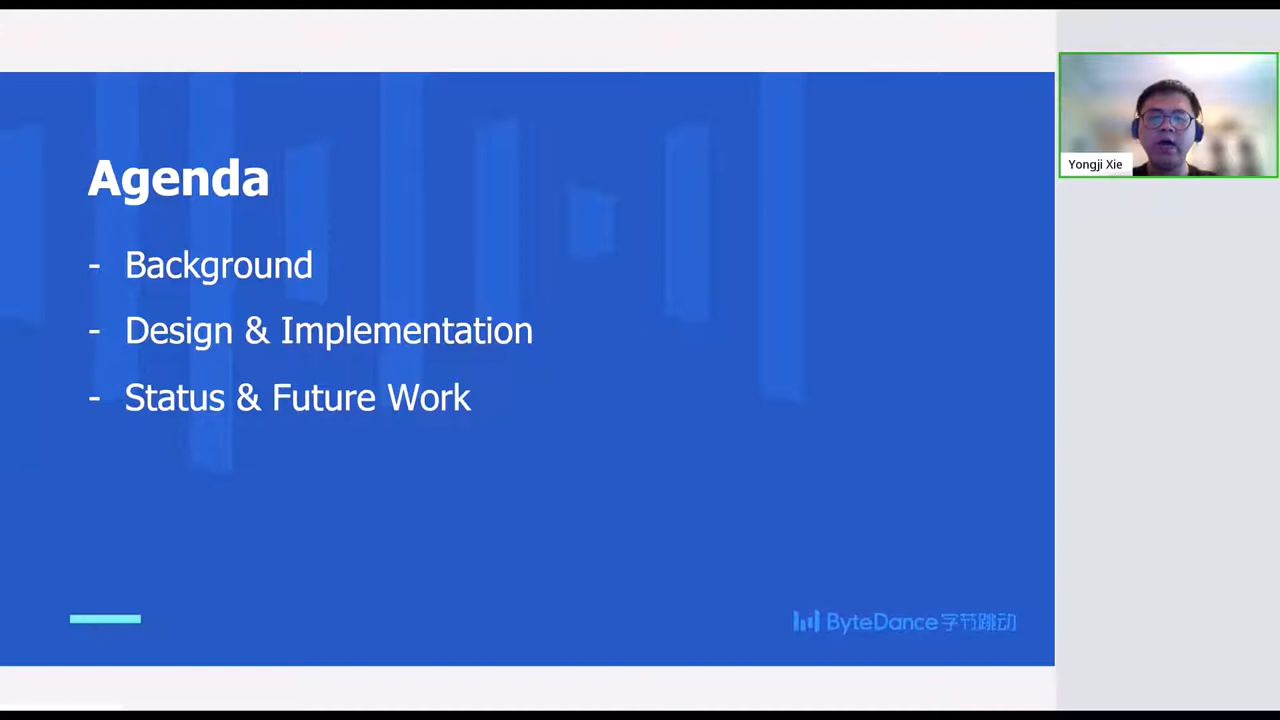 Agenda
- Background
- Design & Implementation
- Status & Future Work
ByteDance字节跳动
Yongji Xie